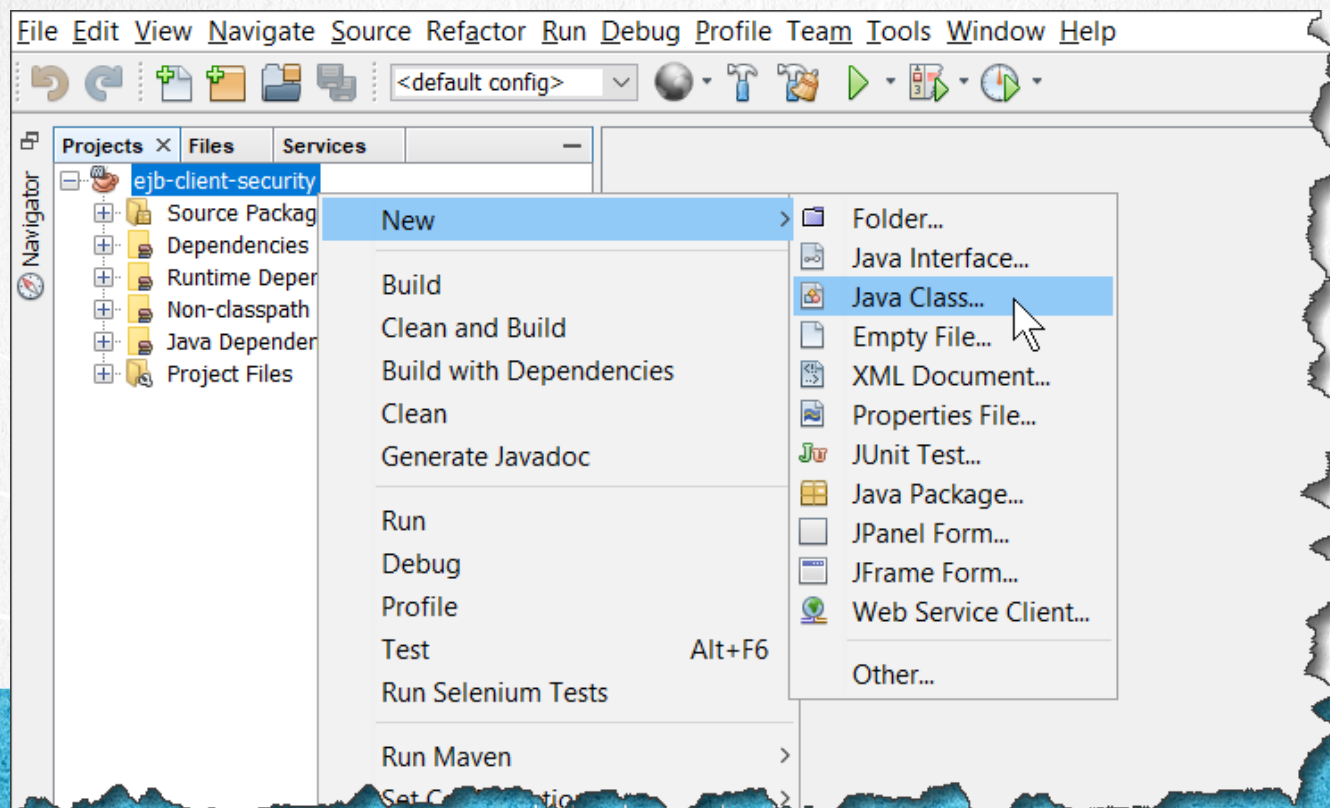 File Edit View Navigate Source Refactor Run Debug Profile Team Tools Window Help
<default config>
Projects Files Services
Navigator
ejb-client-security
Source Packag
Dependencies
Runtime Deper
Non-classpath
Java Depender
Project Files
New
Build
Clean and Build
Build with Dependencies
Clean
Generate Javadoc
Run
Debug
Profile
Test Alt+F6
Run Selenium Tests
Run Maven
Set
Folder...
Java Interface...
Java Class...
Empty File...
XML Document...
Properties File...
JUnit Test...
Java Package...
JPanel Form...
JFrame Form...
Web Service Client...
Other...